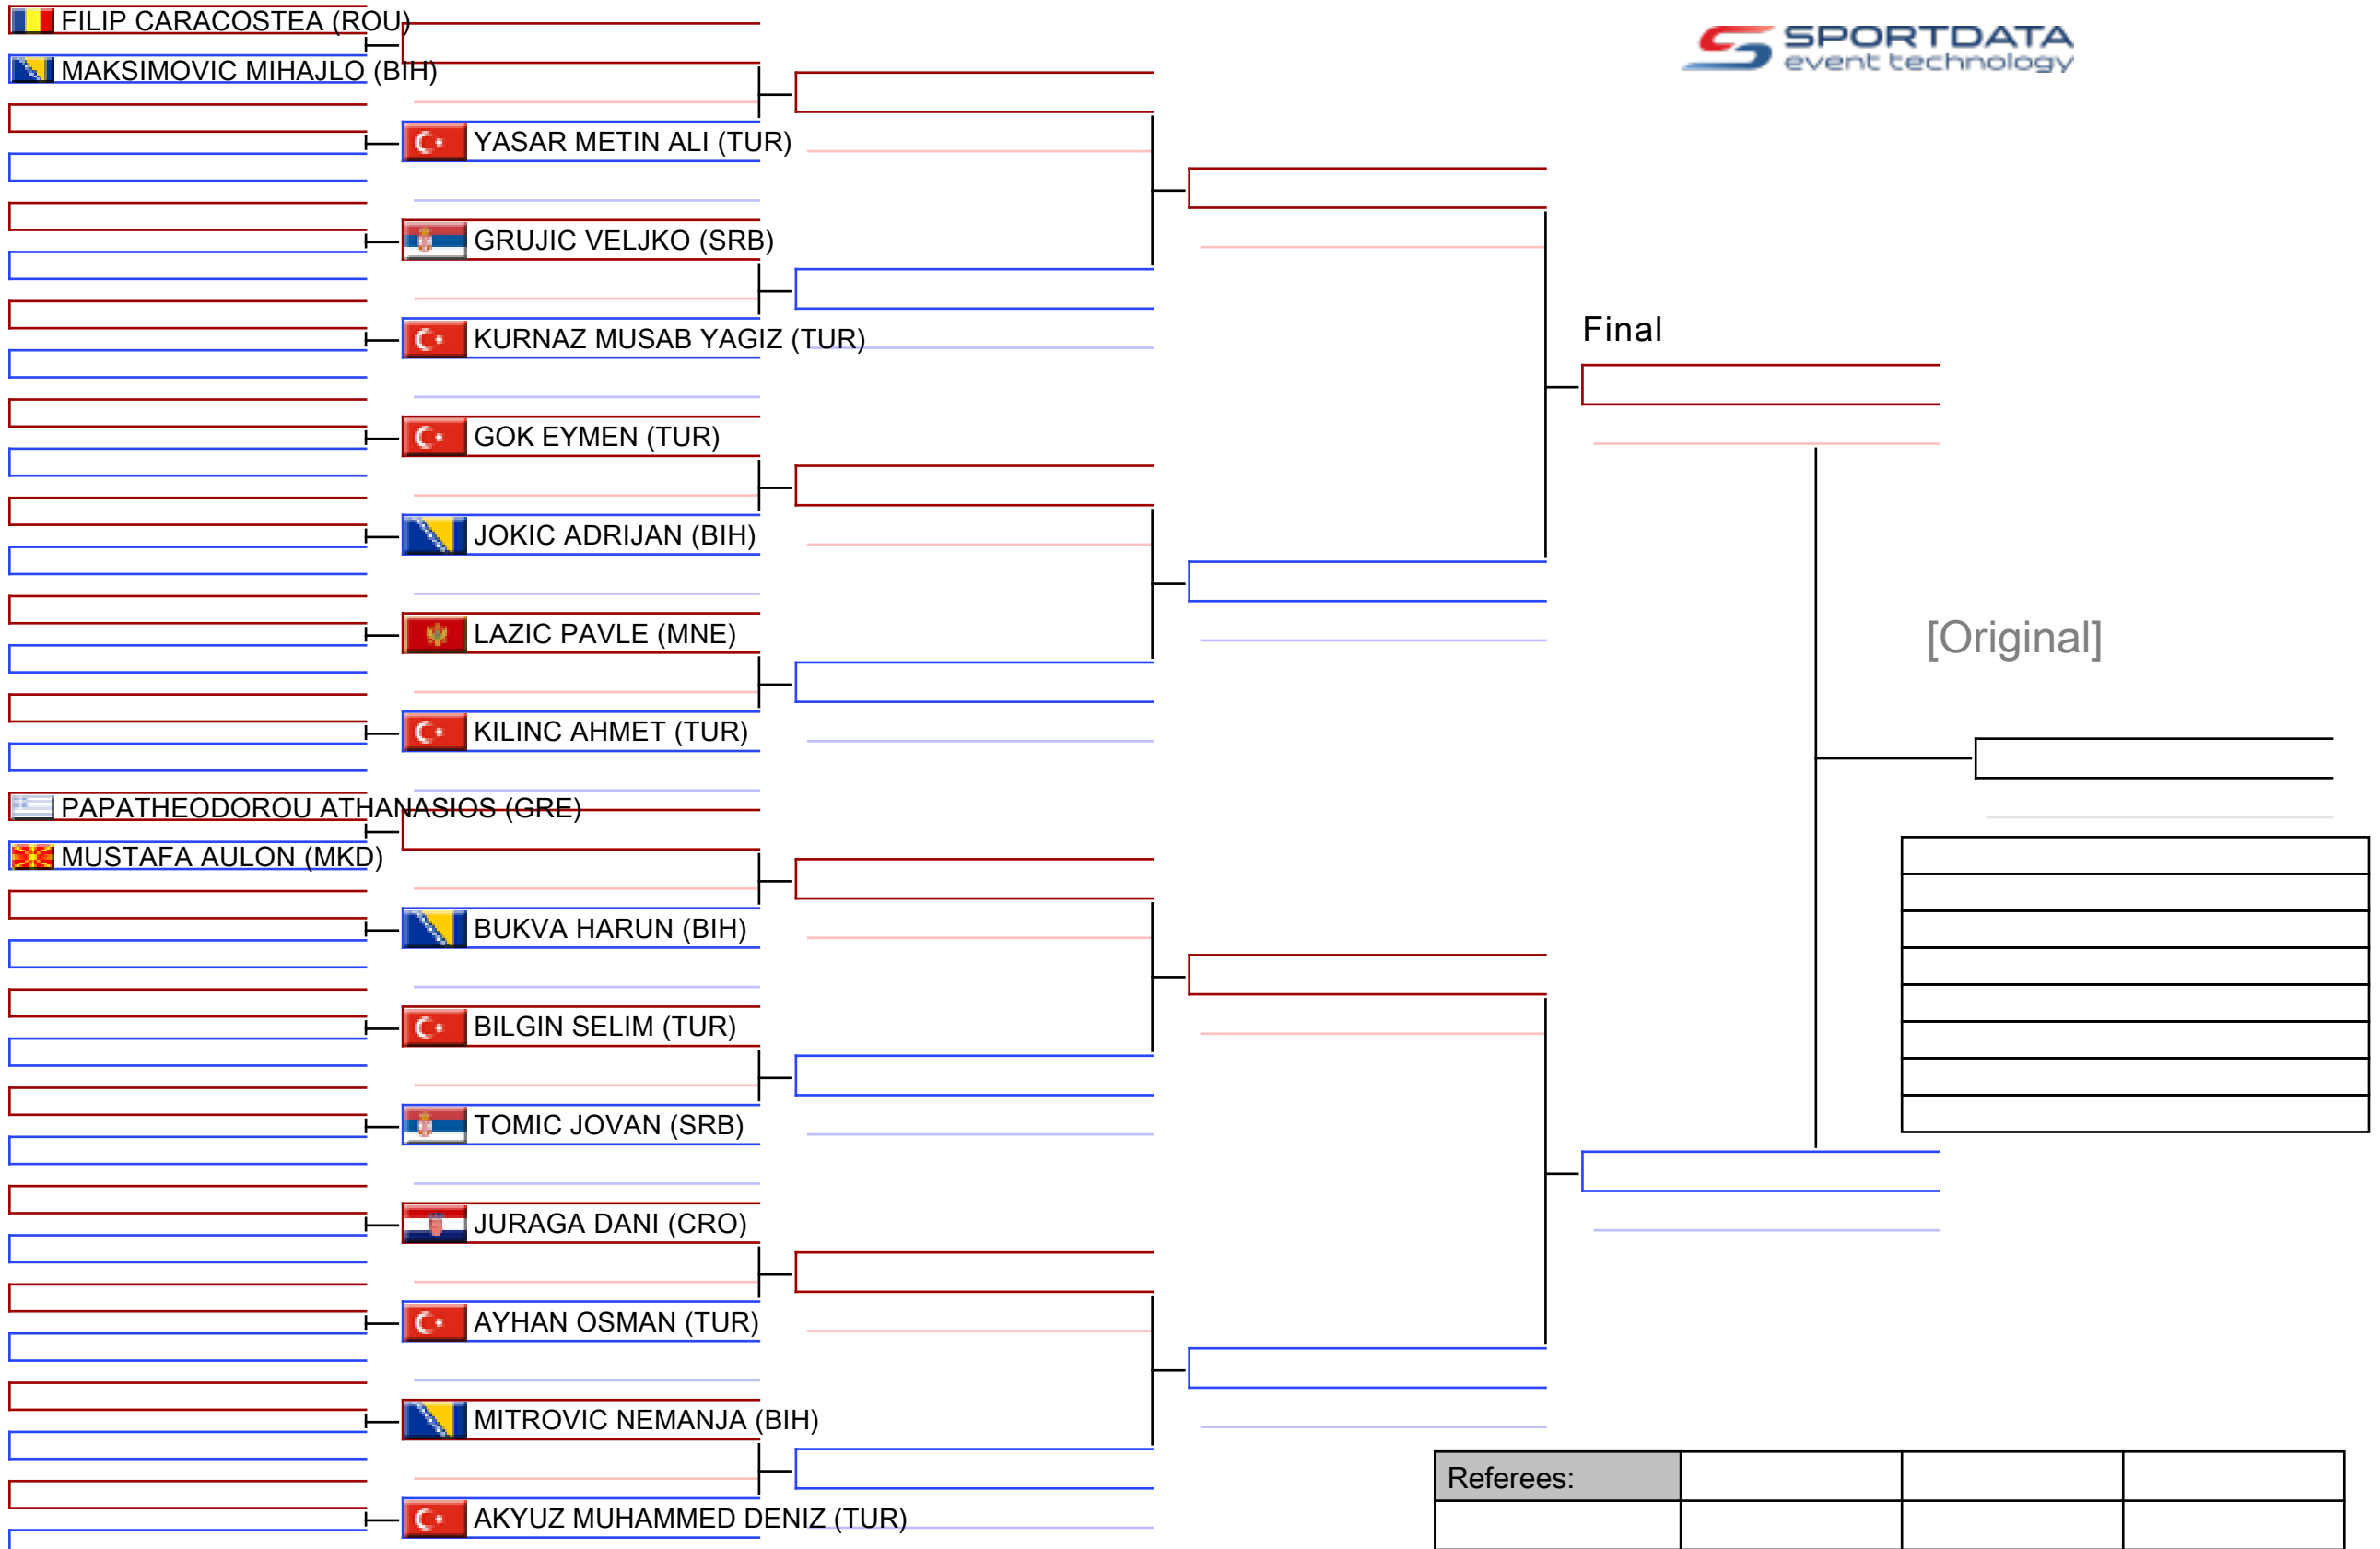 FILIP CARACOSTEA (ROU)
MAKSIMOVIC MIHAJLO (BIH)
SPORTDATA
event technology
YASAR METIN ALI (TUR)
GRUJIC VELJKO (SRB)
KURNAZ MUSAB YAGIZ (TUR)
Final
GOK EYMEN (TUR)
JOKIC ADRIJAN (BIH)
LAZIC PAVLE (MNE)
[Original]
KILINC AHMET (TUR)
PAPATHEODOROU ATHANASIOS (GRE)
MUSTAFA AULON (MKD)
BUKVA HARUN (BIH)
BILGIN SELIM (TUR)
TOMIC JOVAN (SRB)
JURAGA DANI (CRO)
AYHAN OSMAN (TUR)
MITROVIC NEMANJA (BIH)
Referees:
AKYUZ MUHAMMED DENIZ (TUR)